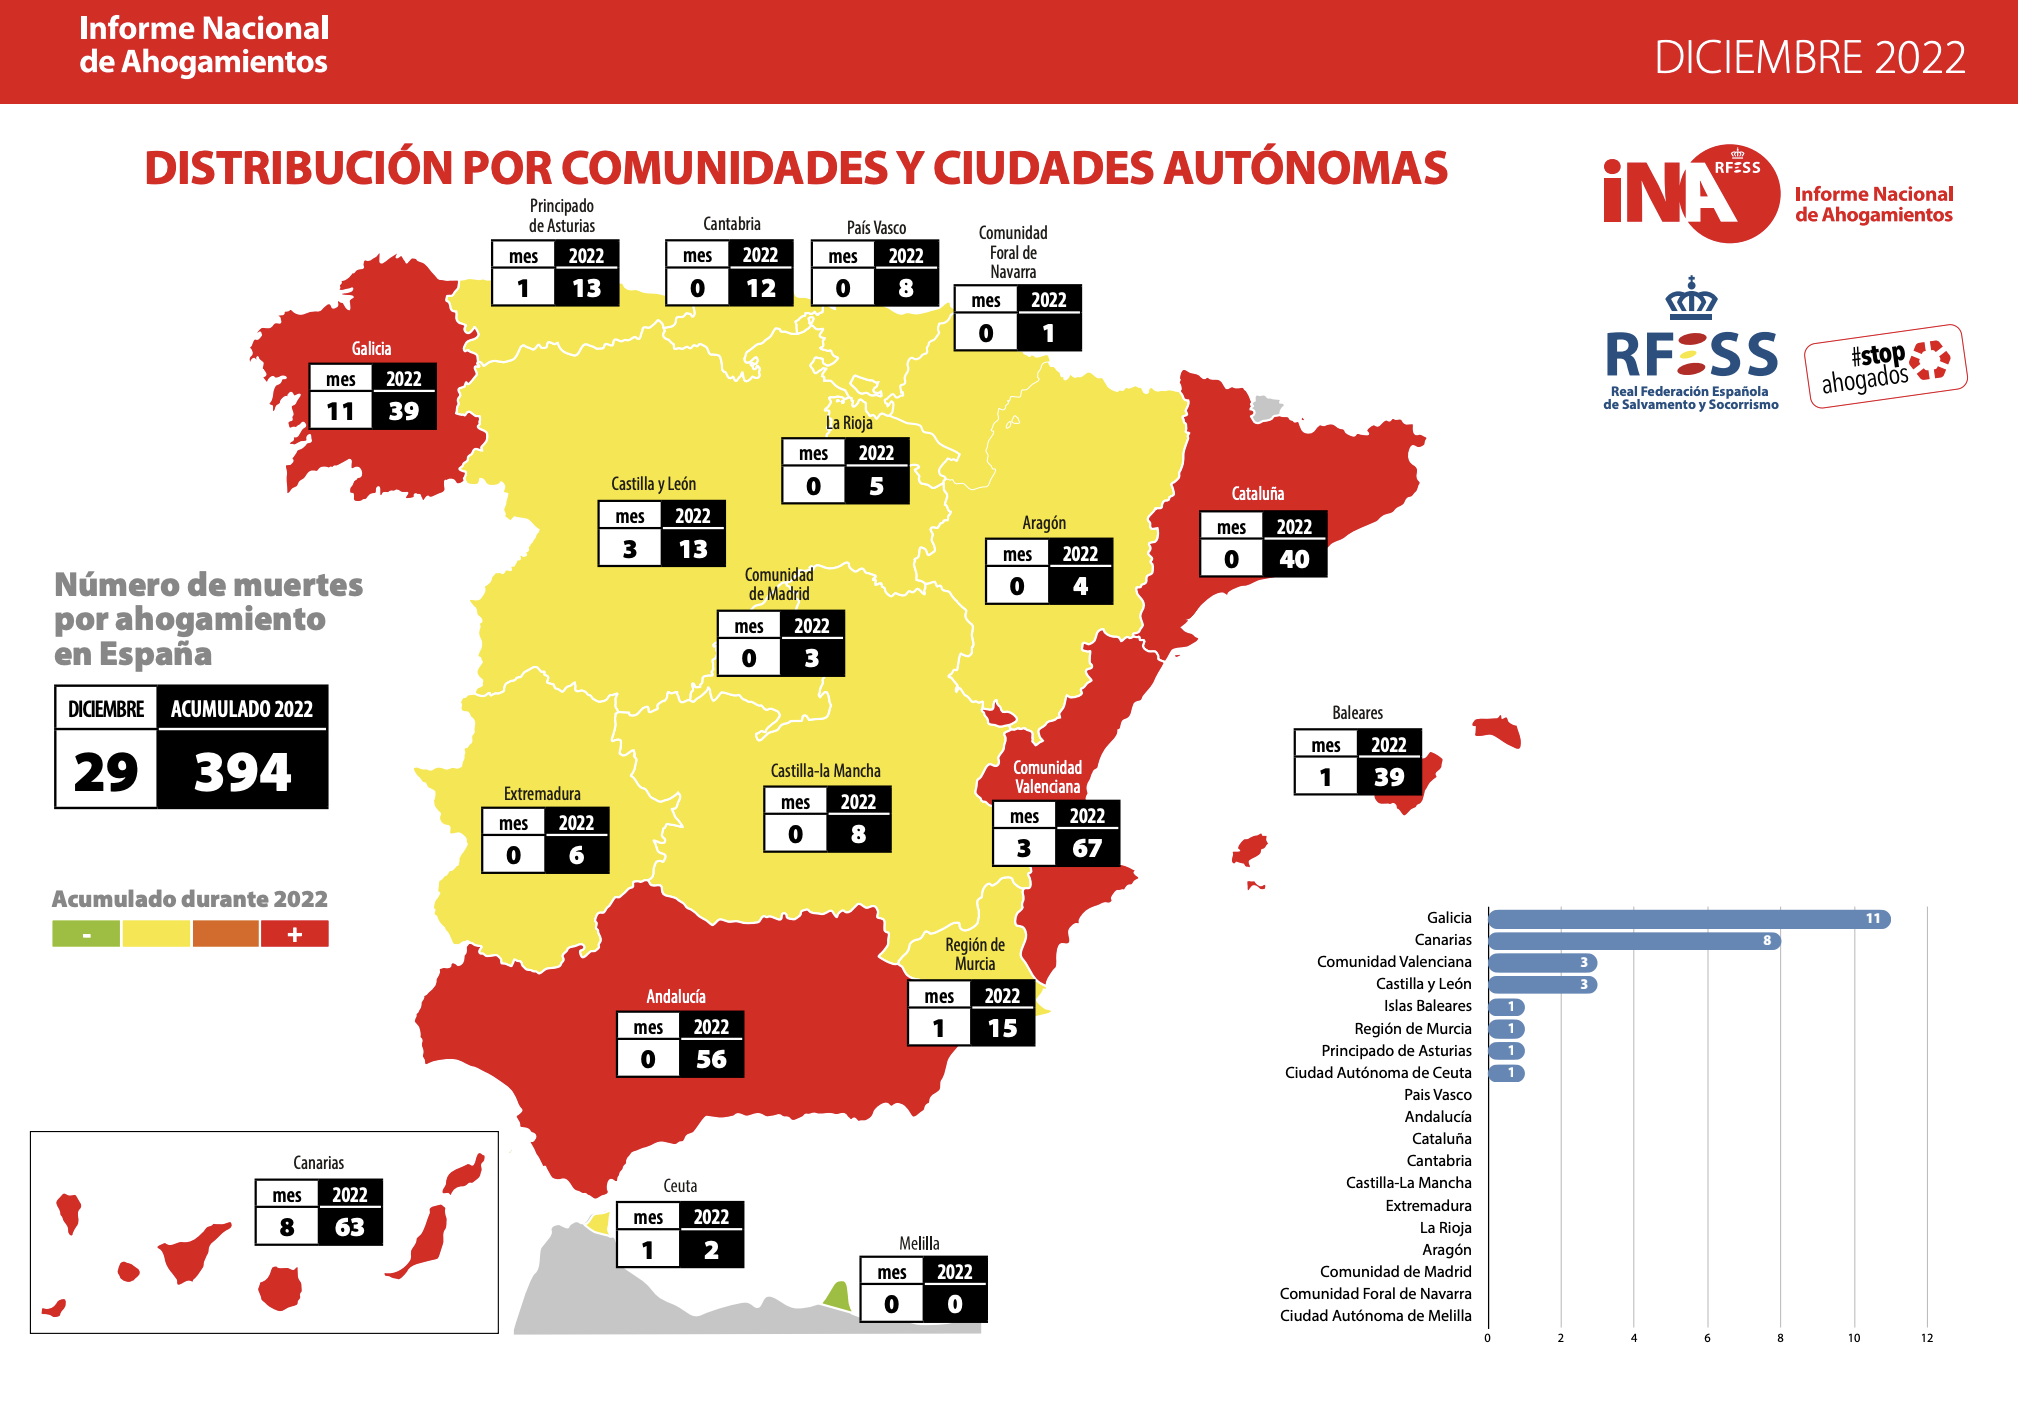 Informe Nacional
de Ahogamientos
DICIEMBRE 2022
DISTRIBUCIÓN POR COMUNIDADES Y CIUDADES AUTÓNOMAS
iNA
RFESS
Informe Nacional
de Ahogamientos
RFESS
Real Federación Española
de Salvamento y Socorrismo
#stop
ahogados
Principado
de Asturias
mes 2022
1 13
Cantabria
mes 2022
0 12
País Vasco
mes 2022
0 8
Comunidad
Foral de
Navarra
mes 2022
0 1
Galicia
mes 2022
11 39
La Rioja
mes 2022
0 5
Castilla y León
mes 2022
3 13
Aragón
mes 2022
0 4
Cataluña
mes 2022
0 40
Comunidad
de Madrid
mes 2022
0 3
Número de muertes
por ahogamiento
en España
DICIEMBRE ACUMULADO 2022
29 394
Acumulado durante 2022
- +
Extremadura
mes 2022
0 6
Castilla-la Mancha
mes 2022
0 8
Comunidad
Valenciana
mes 2022
3 67
Baleares
mes 2022
1 39
Región de
Murcia
mes 2022
1 15
Andalucía
mes 2022
0 56
Canarias
mes 2022
8 63
Ceuta
mes 2022
1 2
Melilla
mes 2022
0 0
Galicia 11
Canarias 8
Comunidad Valenciana 3
Castilla y León 3
Islas Baleares 1
Región de Murcia 1
Principado de Asturias 1
Ciudad Autónoma de Ceuta 1
Pais Vasco
Andalucía
Cataluña
Cantabria
Castilla-La Mancha
Extremadura
La Rioja
Aragón
Comunidad de Madrid
Comunidad Foral de Navarra
Ciudad Autónoma de Melilla
0 2 4 6 8 10 12